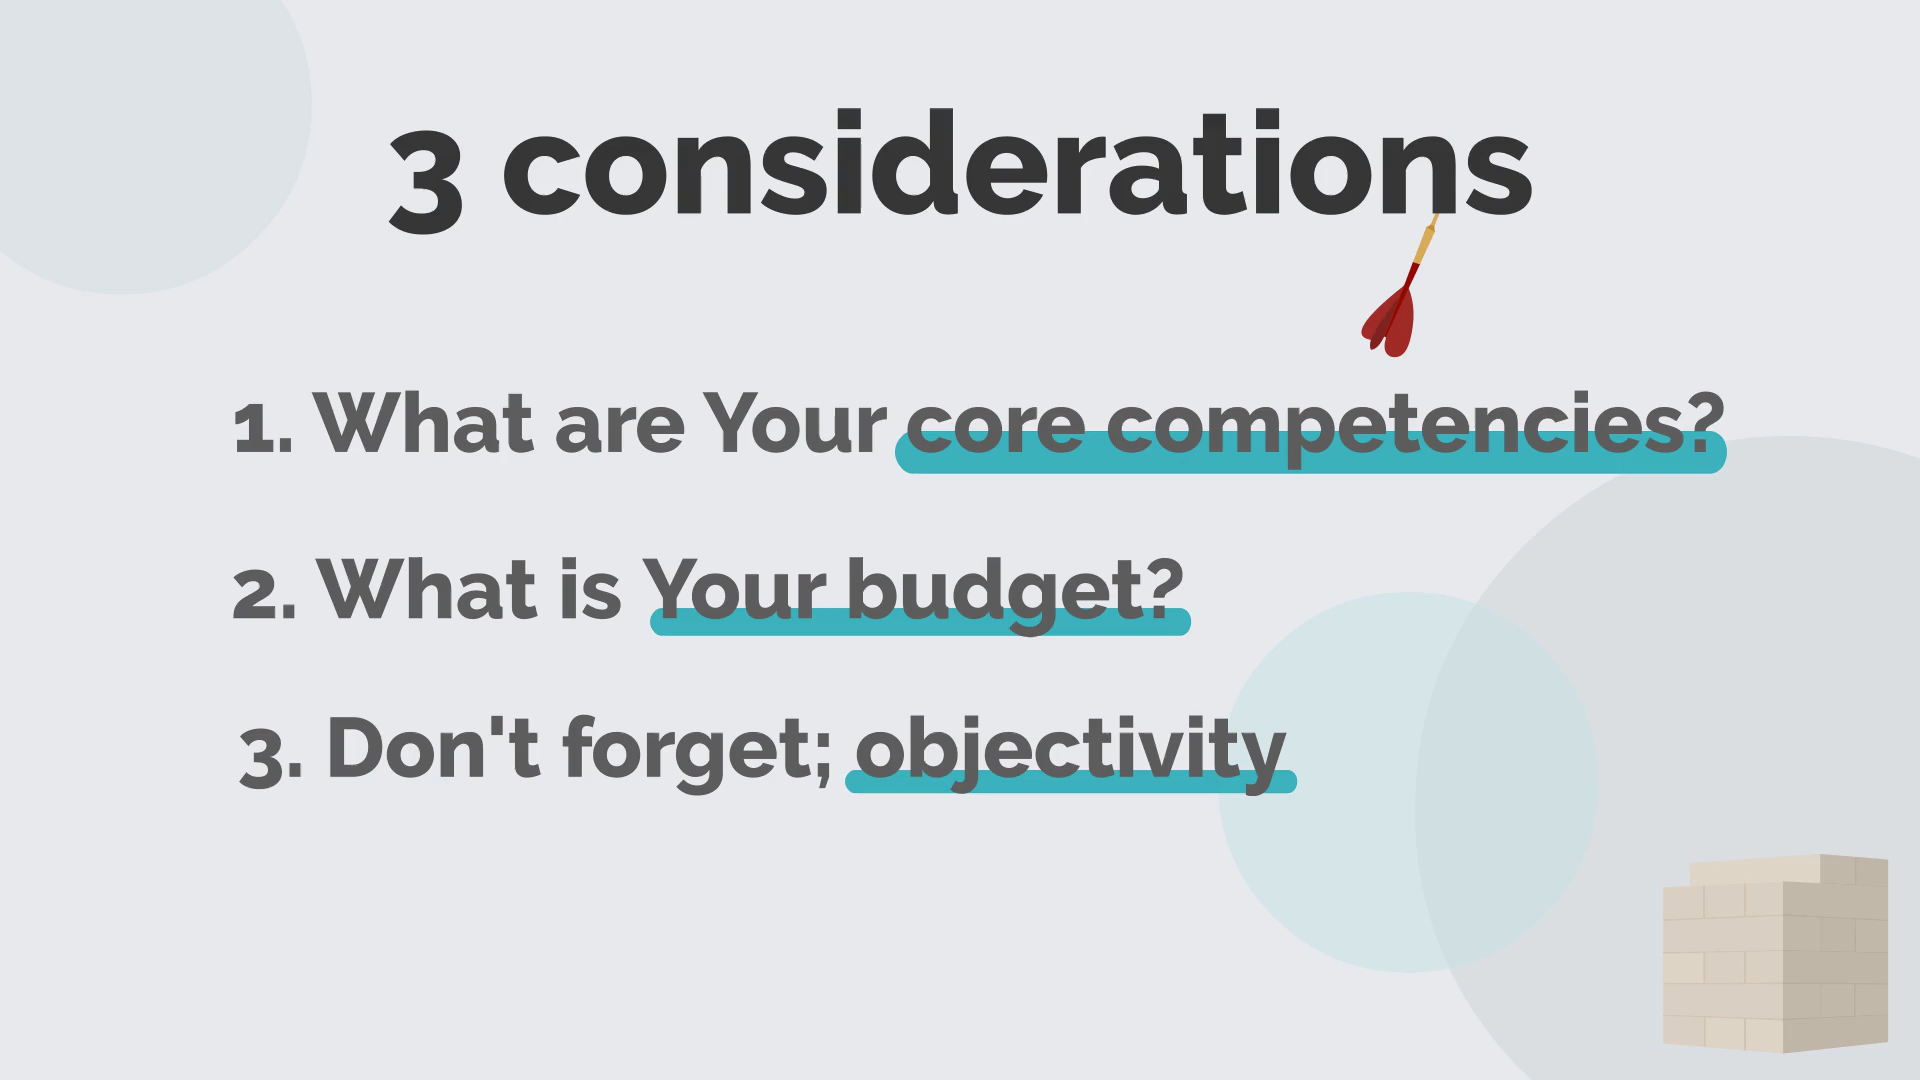 3 considerations
1. What are Your core competencies?
2. What is Your budget?
3. Don't forget; objectivity